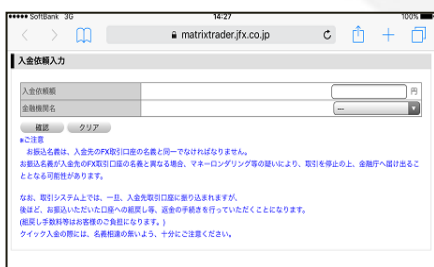 SoftBank 3G 14:27 100%
matrixtrader.jfx.co.jp
入金依頼入力
入金依頼額 円
金融機関名 ---
確認 クリア
※ご注意
お振込名義は、入金先のFX取引口座の名義と同一でなければなりません。
お振込名義が入金先のFX取引口座の名義と異なる場合、マネーロンダリング等の疑いにより、取引を停止の上、金融庁へ届け出るこ
ととなる可能性があります。
なお、取引システム上では、一旦、入金先取引口座に振り込まれますが、
後ほど、お振込いただいた口座への組戻し等、返金の手続きを行っていただくことになります。
(組戻し手数料等はお客様のご負担になります。)
クイック入金の際には、名義相違の無いよう、十分にご注意ください。